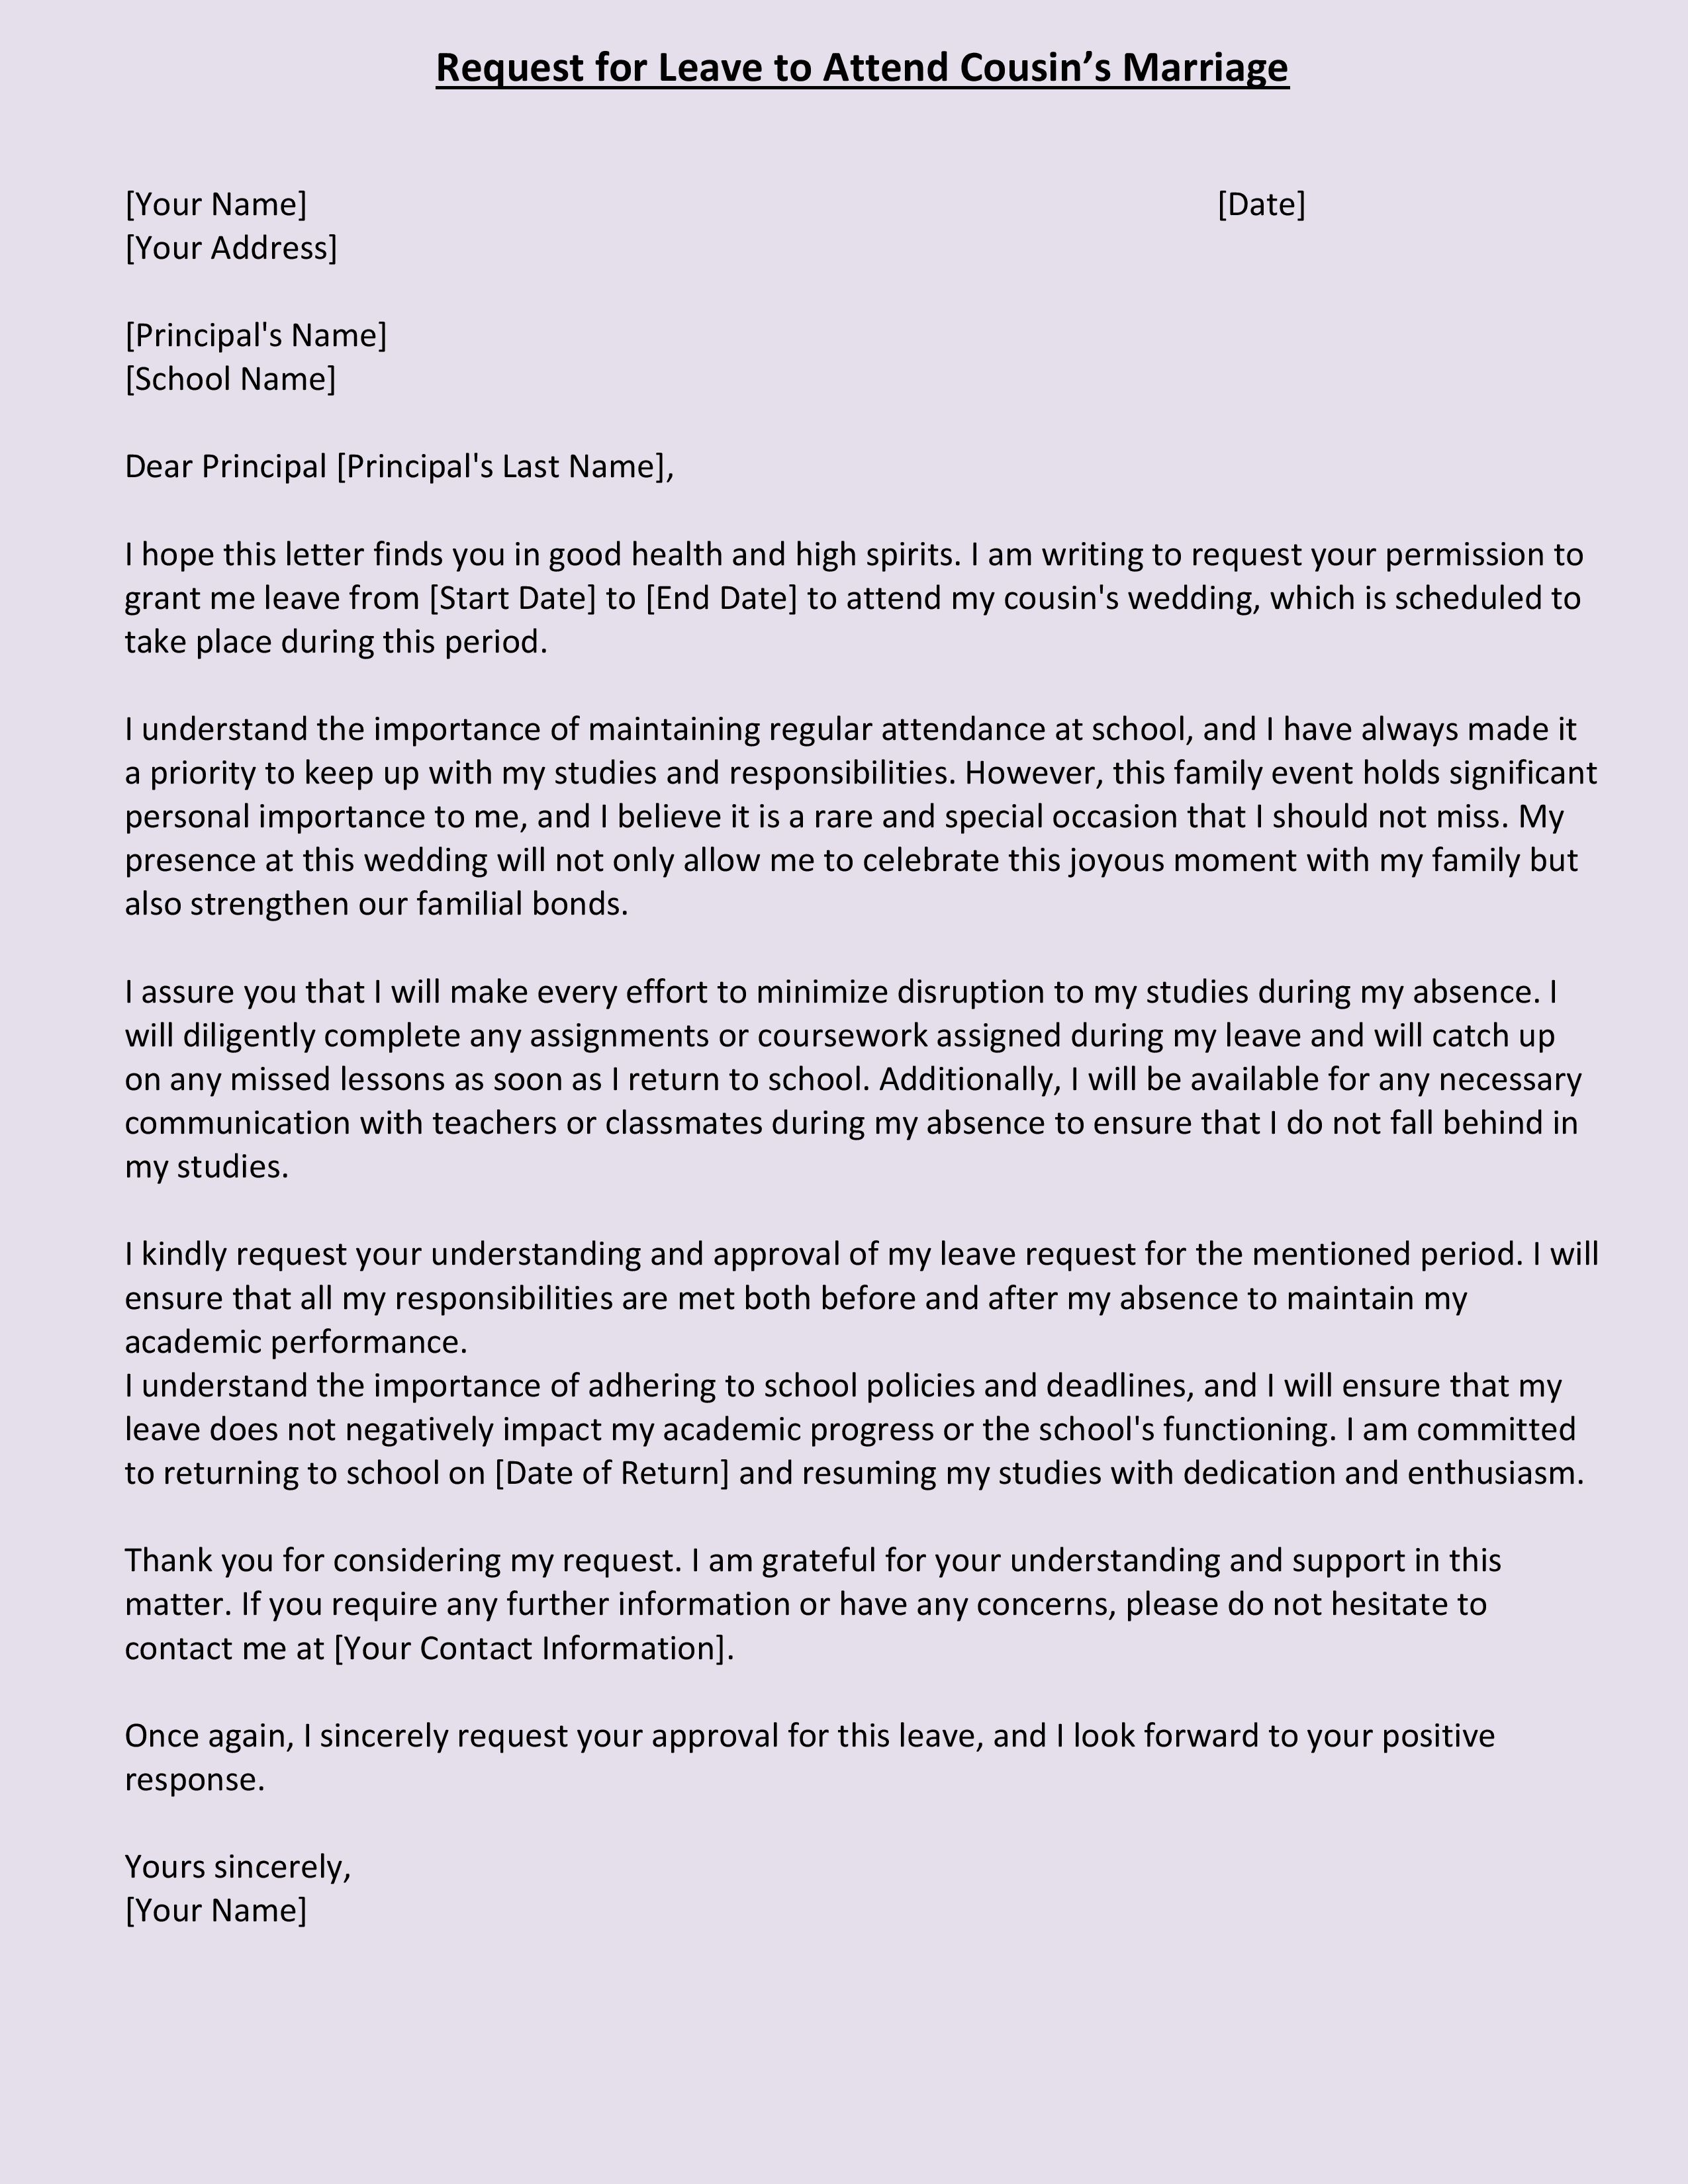 Request for Leave to Attend Cousin’s Marriage
[Your Name] [Date]
[Your Address]
[Principal's Name]
[School Name]
Dear Principal [Principal's Last Name],
I hope this letter finds you in good health and high spirits. I am writing to request your permission to
grant me leave from [Start Date] to [End Date] to attend my cousin's wedding, which is scheduled to
take place during this period.
I understand the importance of maintaining regular attendance at school, and I have always made it
a priority to keep up with my studies and responsibilities. However, this family event holds significant
personal importance to me, and I believe it is a rare and special occasion that I should not miss. My
presence at this wedding will not only allow me to celebrate this joyous moment with my family but
also strengthen our familial bonds.
I assure you that I will make every effort to minimize disruption to my studies during my absence. I
will diligently complete any assignments or coursework assigned during my leave and will catch up
on any missed lessons as soon as I return to school. Additionally, I will be available for any necessary
communication with teachers or classmates during my absence to ensure that I do not fall behind in
my studies.
I kindly request your understanding and approval of my leave request for the mentioned period. I will
ensure that all my responsibilities are met both before and after my absence to maintain my
academic performance.
I understand the importance of adhering to school policies and deadlines, and I will ensure that my
leave does not negatively impact my academic progress or the school's functioning. I am committed
to returning to school on [Date of Return] and resuming my studies with dedication and enthusiasm.
Thank you for considering my request. I am grateful for your understanding and support in this
matter. If you require any further information or have any concerns, please do not hesitate to
contact me at [Your Contact Information].
Once again, I sincerely request your approval for this leave, and I look forward to your positive
response.
Yours sincerely,
[Your Name]